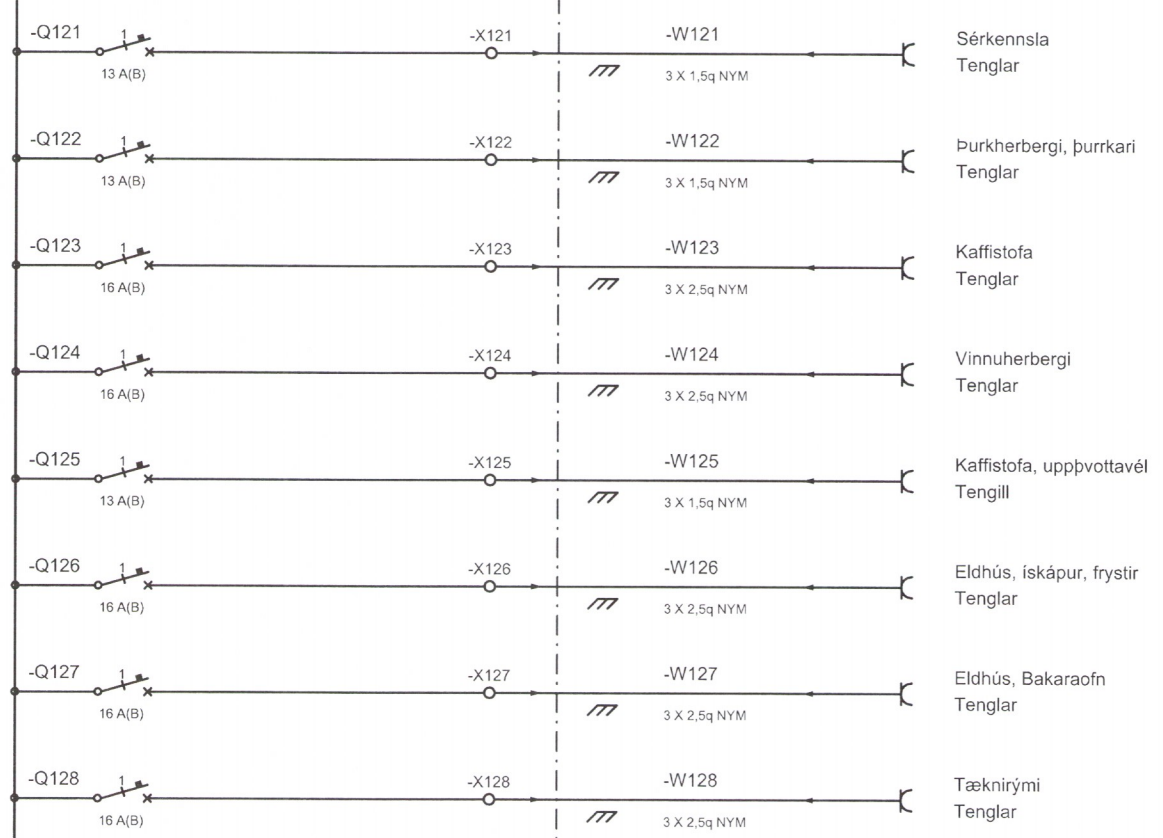 -Q121
1
13 A(B)
-X121
-W121
3 X 1,5q NYM
Sérkennsla
Tenglar
-Q122
1
13 A(B)
-X122
-W122
3 X 1,5q NYM
Þurkherbergi, þurrkari
Tenglar
-Q123
1
16 A(B)
-X123
-W123
3 X 2,5q NYM
Kaffistofa
Tenglar
-Q124
1
16 A(B)
-X124
-W124
3 X 2,5q NYM
Vinnuherbergi
Tenglar
-Q125
1
13 A(B)
-X125
-W125
3 X 1,5q NYM
Kaffistofa, uppþvottavél
Tengill
-Q126
1
16 A(B)
-X126
-W126
3 X 2,5q NYM
Eldhús, ískápur, frystir
Tenglar
-Q127
1
16 A(B)
-X127
-W127
3 X 2,5q NYM
Eldhús, Bakaraofn
Tenglar
-Q128
1
16 A(B)
-X128
-W128
3 X 2,5q NYM
Tæknirými
Tenglar